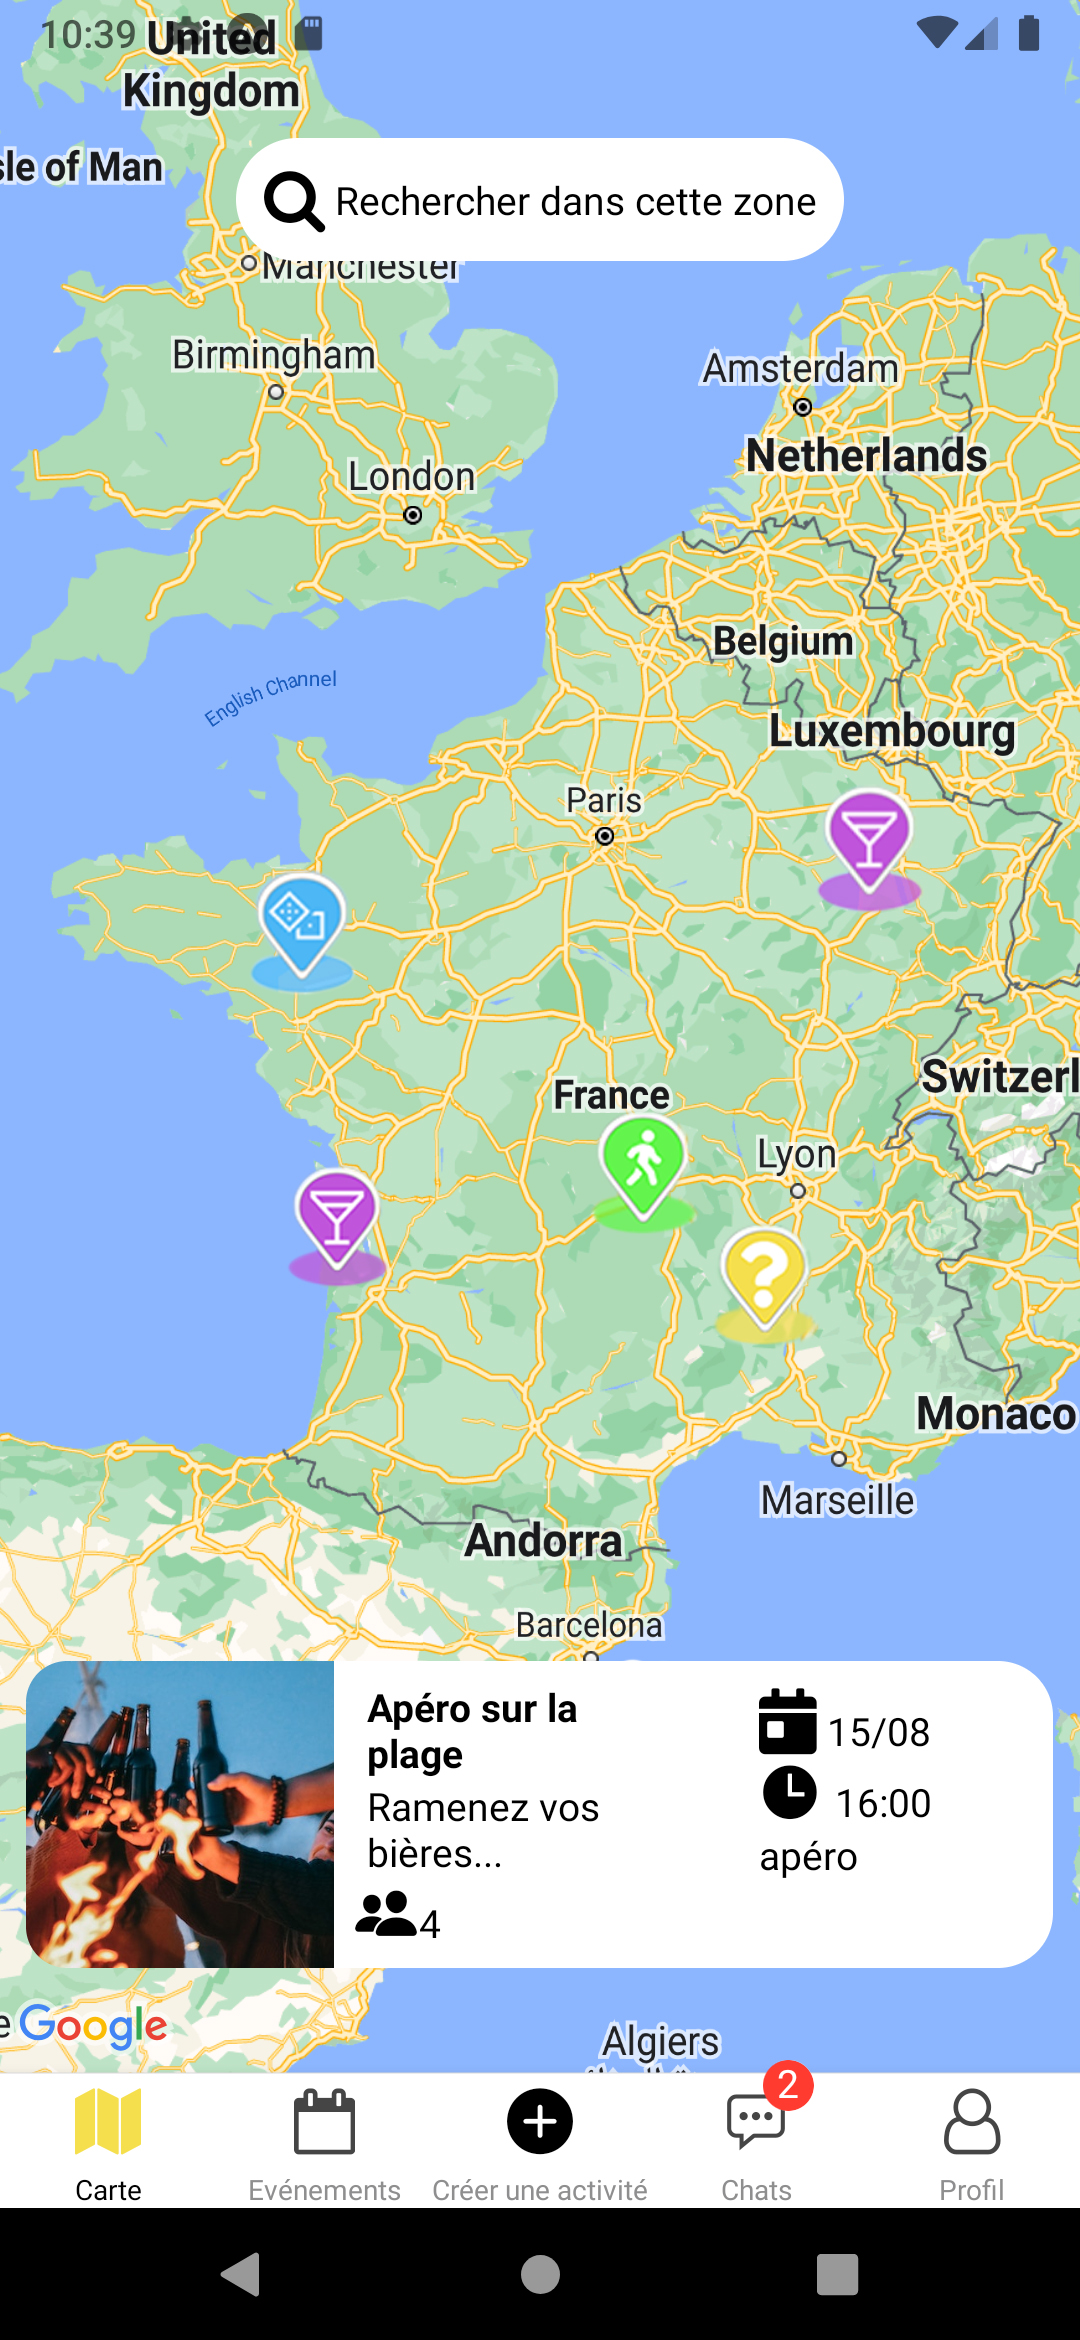 10:39
United
Kingdom
sle of Man
Rechercher dans cette zone
Manchester
Birmingham
Amsterdam
Netherlands
London
Belgium
English Channel
Luxembourg
Paris
Switzerl
France
Lyon
Monaco
Marseille
Andorra
Barcelona
Apéro sur la
plage
Ramenez vos
bières...
4
15/08
16:00
apéro
e Google
Algiers
2
Carte
Evénements
Créer une activité
Chats
Profil